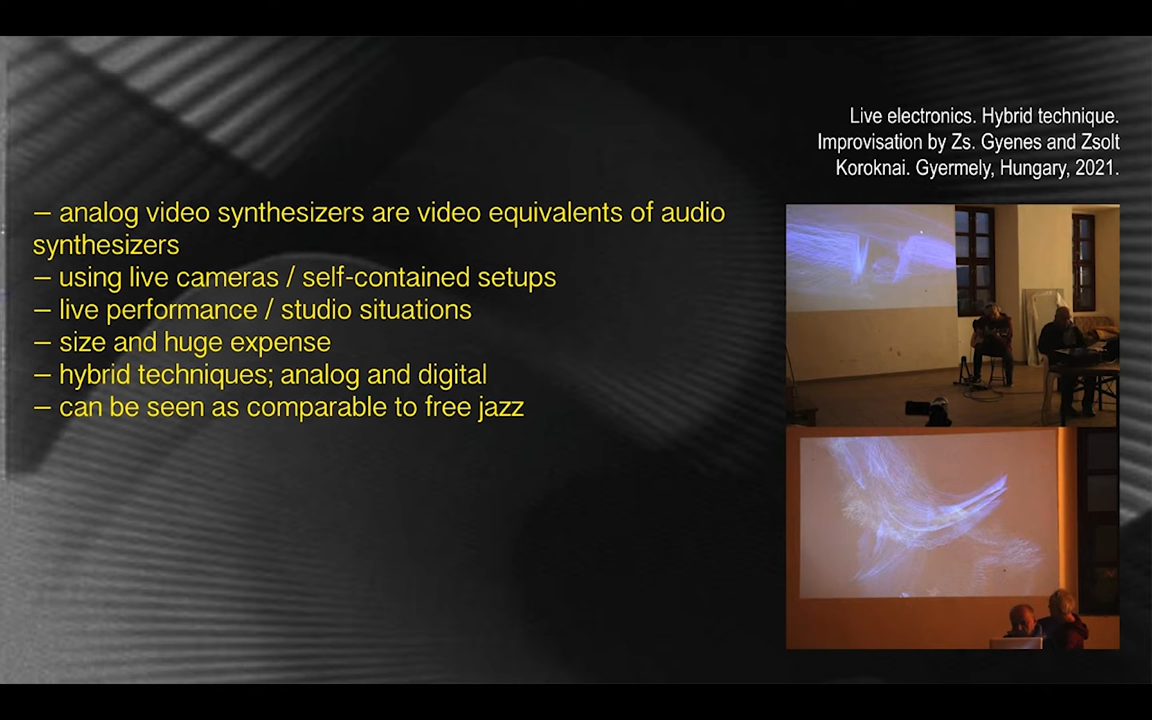 Live electronics. Hybrid technique.
Improvisation by Zs. Gyenes and Zsolt
Koroknai. Gyermely, Hungary, 2021.
– analog video synthesizers are video equivalents of audio
synthesizers
– using live cameras / self-contained setups
– live performance / studio situations
– size and huge expense
– hybrid techniques; analog and digital
– can be seen as comparable to free jazz